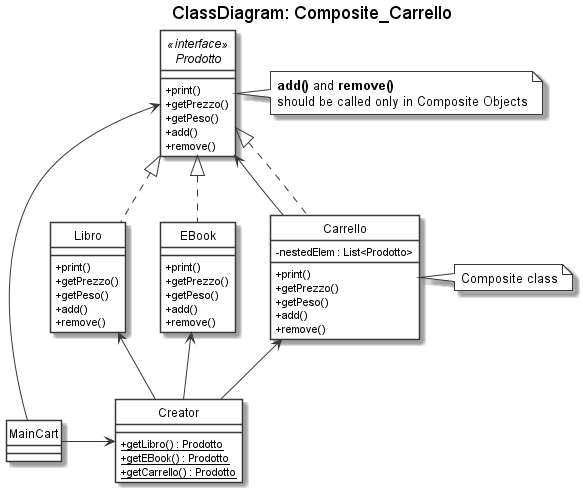 ClassDiagram: Composite_Carrello
«interface»
Prodotto
+print()
+getPrezzo()
+getPeso()
+add()
+remove()
add() and remove()
should be called only in Composite Objects
Libro
+print()
+getPrezzo()
+getPeso()
+add()
+remove()
EBook
+print()
+getPrezzo()
+getPeso()
+add()
+remove()
Carrello
-nestedElem : List<Prodotto>
+print()
+getPrezzo()
+getPeso()
+add()
+remove()
Composite class
MainCart
Creator
+getLibro() : Prodotto
+getEBook() : Prodotto
+getCarrello() : Prodotto